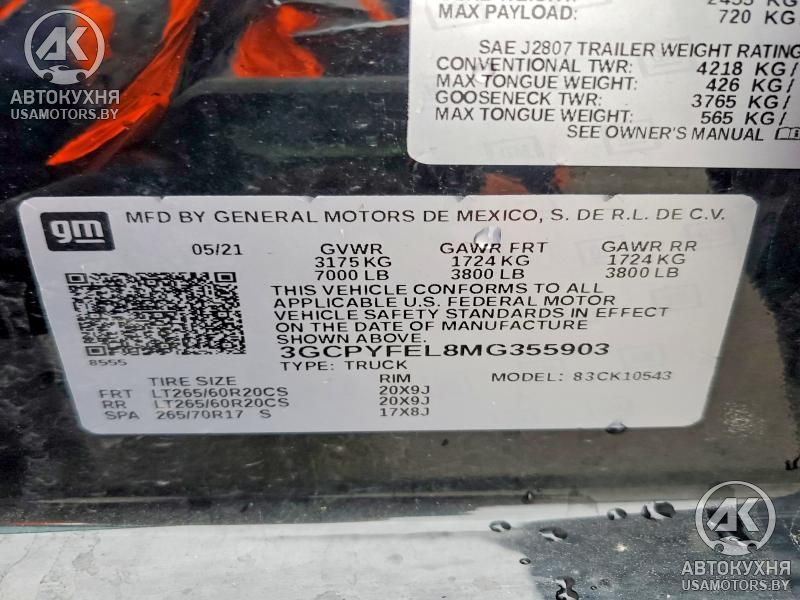 MAX PAYLOAD: 720 KG
SAE J2807 TRAILER WEIGHT RATING
CONVENTIONAL TWR: 4218 KG/
MAX TONGUE WEIGHT: 426 KG/
GOOSENECK TWR: 3765 KG/
MAX TONGUE WEIGHT: 565 KG/
SEE OWNER'S MANUAL
AK
АВТОКУХНЯ
USAMOTORS.BY
gm
MFD BY GENERAL MOTORS DE MEXICO, S. DE R.L. DE C.V.
05/21 GVWR GAWR FRT GAWR RR
3175 KG 1724 KG 1724 KG
7000 LB 3800 LB 3800 LB
THIS VEHICLE CONFORMS TO ALL
APPLICABLE U.S. FEDERAL MOTOR
VEHICLE SAFETY STANDARDS IN EFFECT
ON THE DATE OF MANUFACTURE
SHOWN ABOVE.
3GCPYFEL8MG355903
8555
TYPE: TRUCK MODEL: 83CK10543
TIRE SIZE RIM
FRT LT265/60R20CS 20X9J
RR LT265/60R20CS 20X9J
SPA 265/70R17 S 17X8J
AK
АВТОКУХНЯ
USAMOTORS.BY